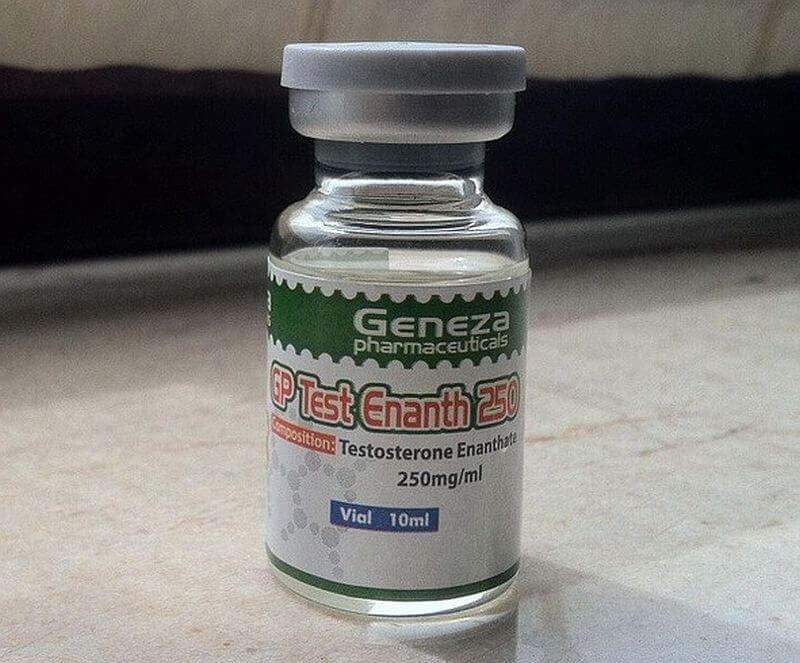 Geneza
pharmaceuticals
GP Test Enanth 250
Composition: Testosterone Enanthate
250mg/ml
Vial 10ml